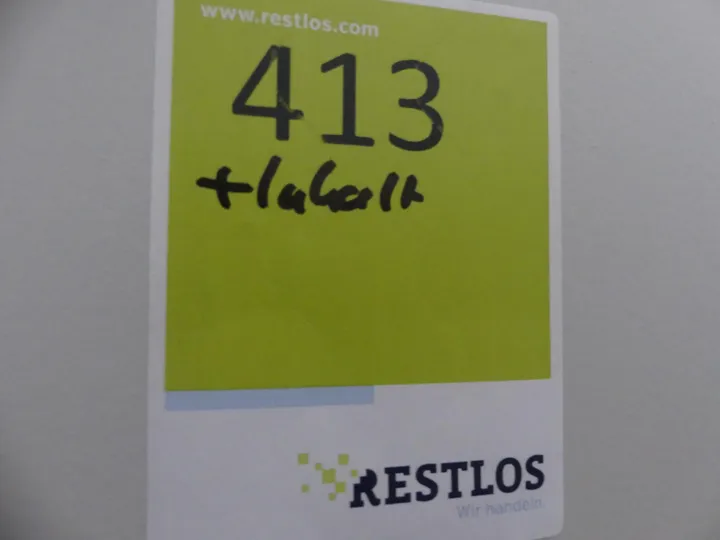 www.restlos.com
413
+Inhalt
RESTLOS
Wir handeln.